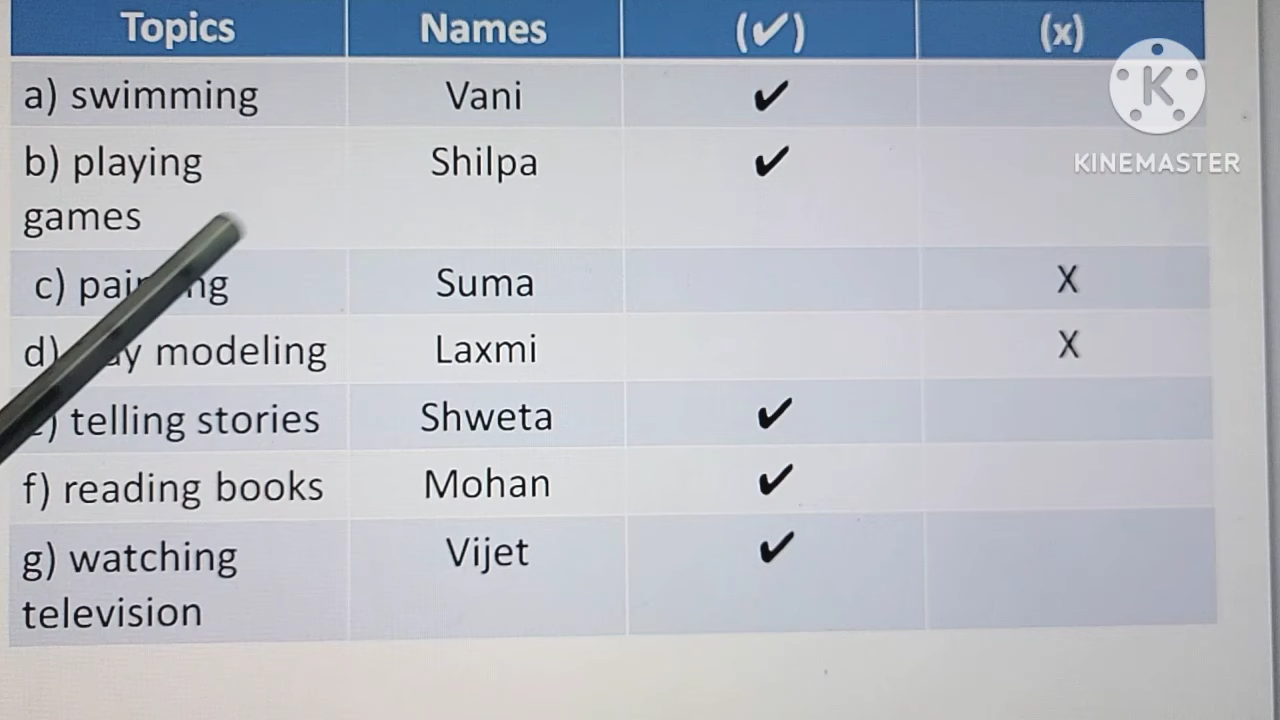 Topics Names (✔) (x)
a) swimming Vani ✔
b) playing Shilpa ✔
games
c) Suma X
d) modeling Laxmi X
telling stories Shweta ✔
f) reading books Mohan ✔
g) watching Vijet ✔
television
K
KINEMASTER